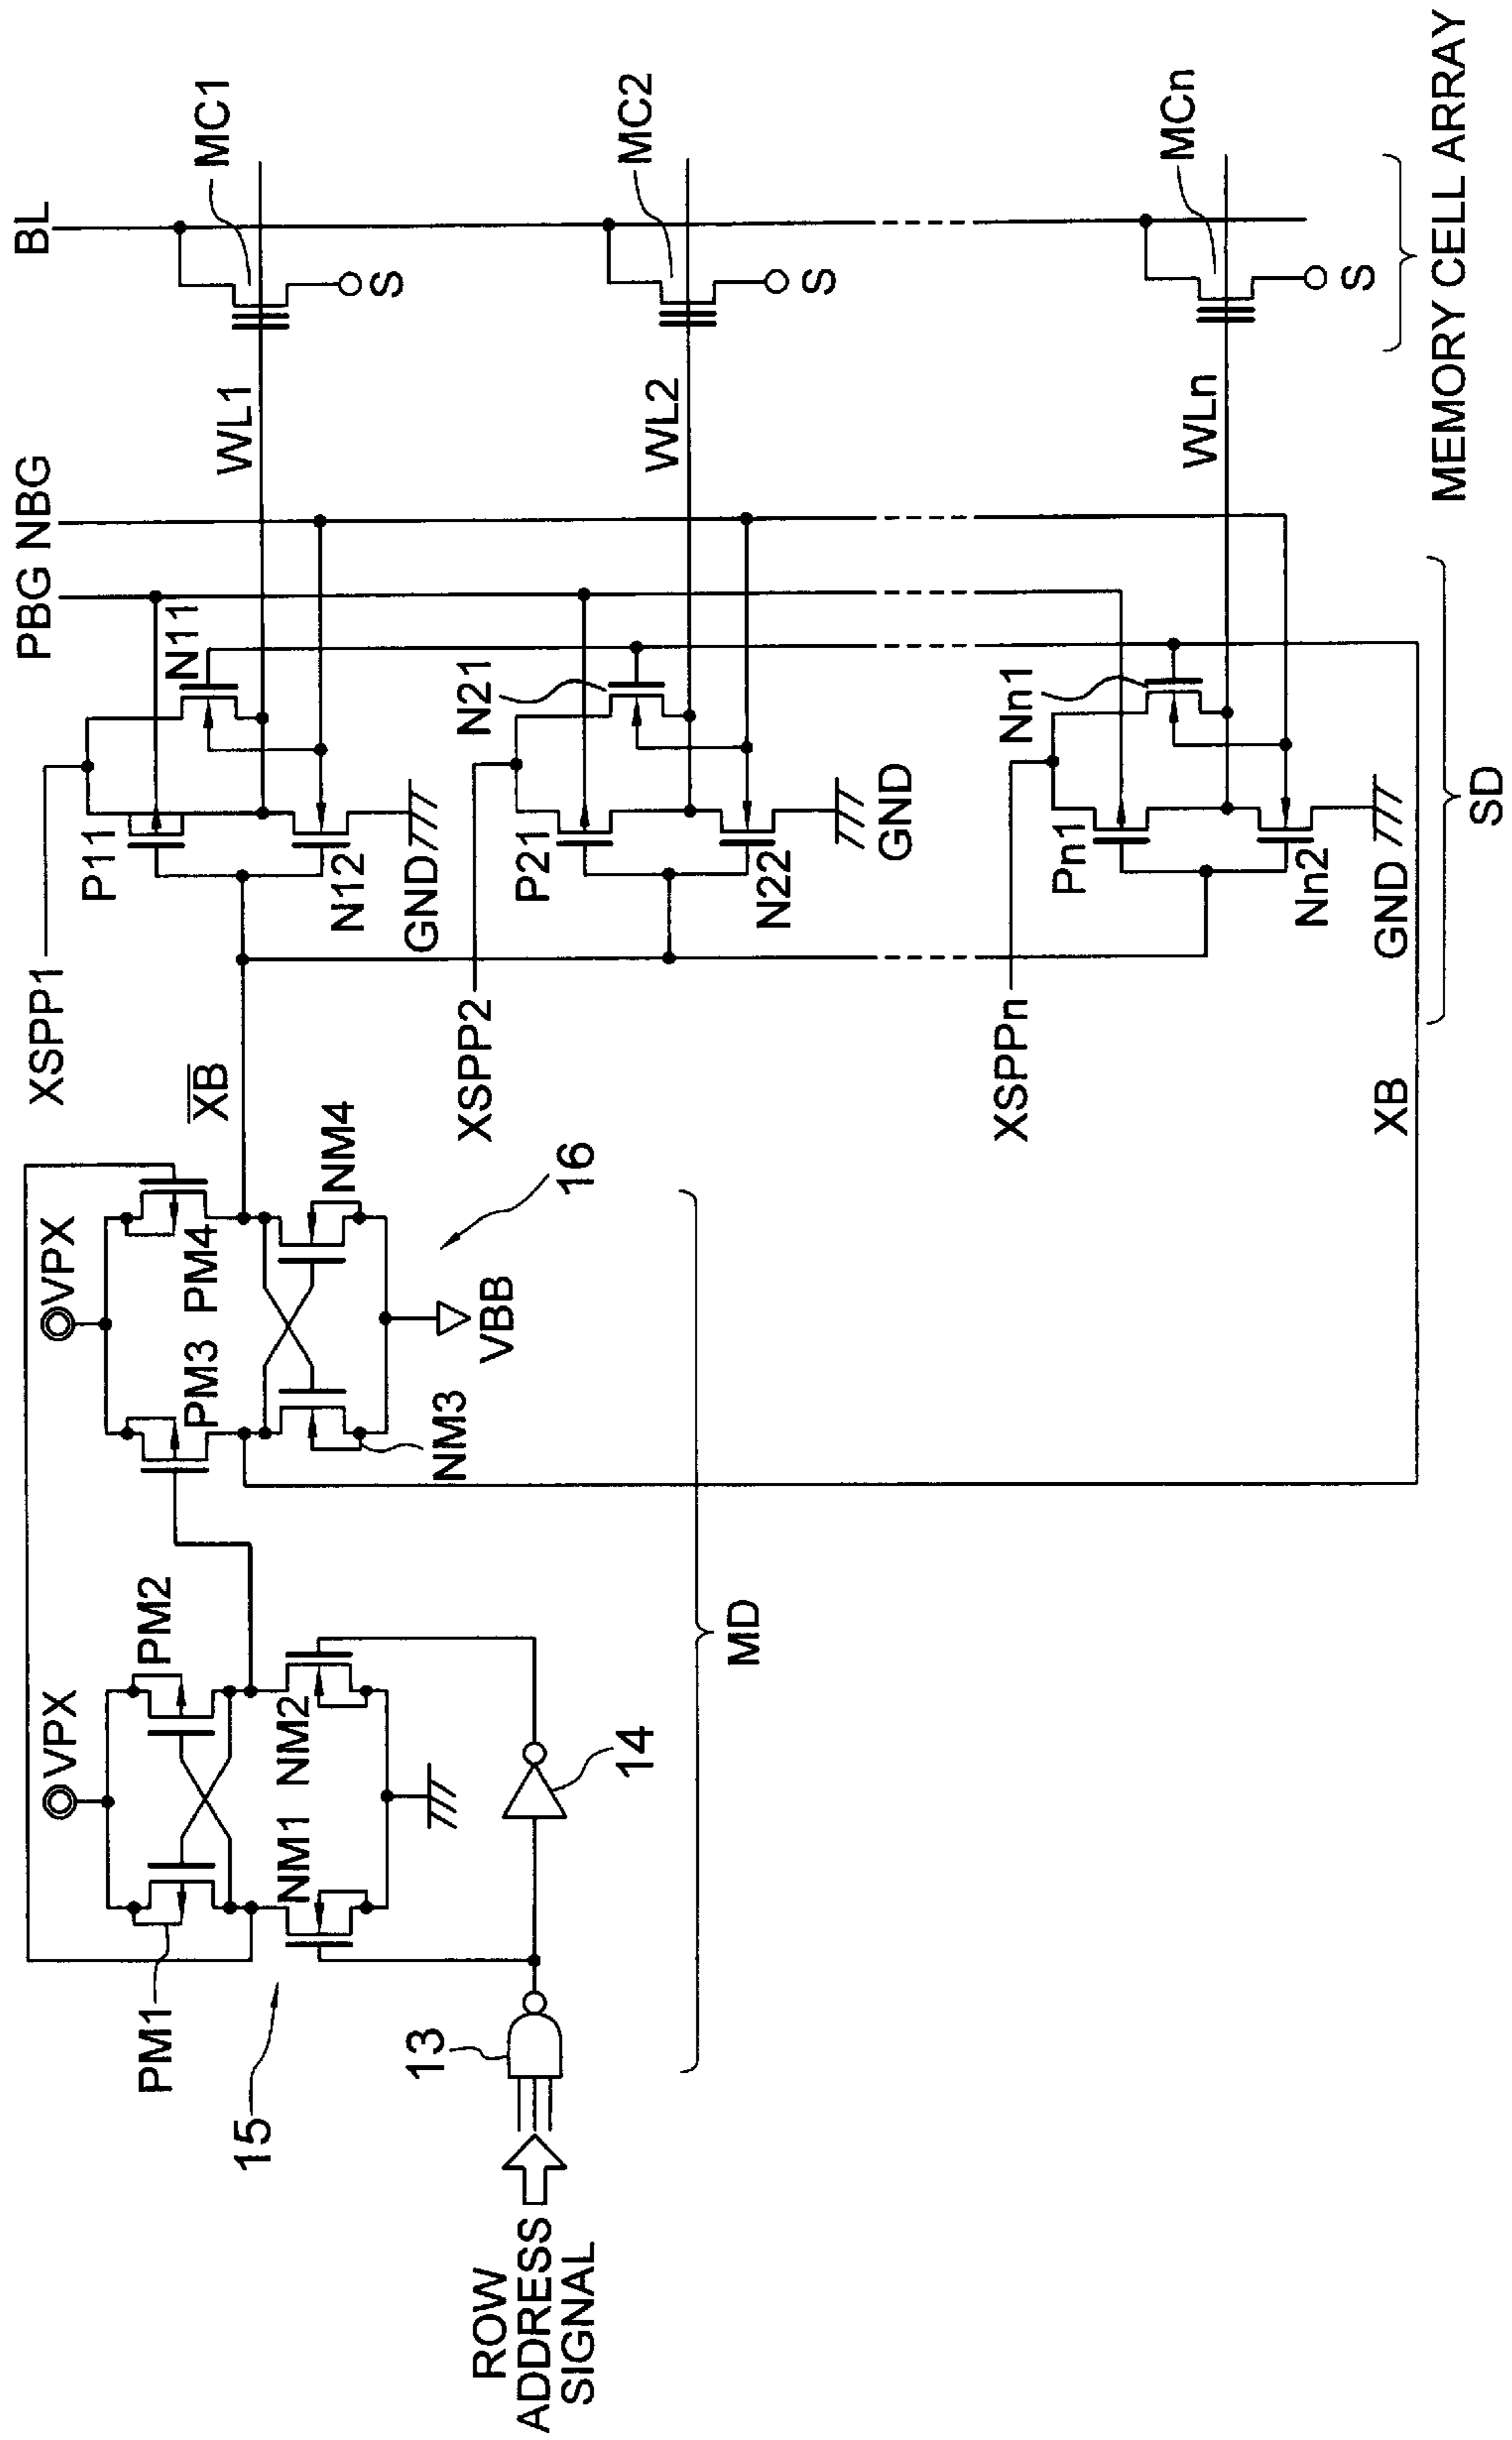 ROW
ADDRESS
SIGNAL
13
14
15
PM1
VPX
PM2
NM1
NM2
MD
VPX
PM3
PM4
NM3
NM4
VBB
16
XB
XB
XSPP1
P11
N11
N12
GND
XSPP2
P21
N21
N22
GND
XSPPn
Pn1
Nn1
Nn2
GND
SD
PBG
NBG
WL1
WL2
WLn
BL
MC1
S
MC2
S
MCn
S
MEMORY CELL ARRAY